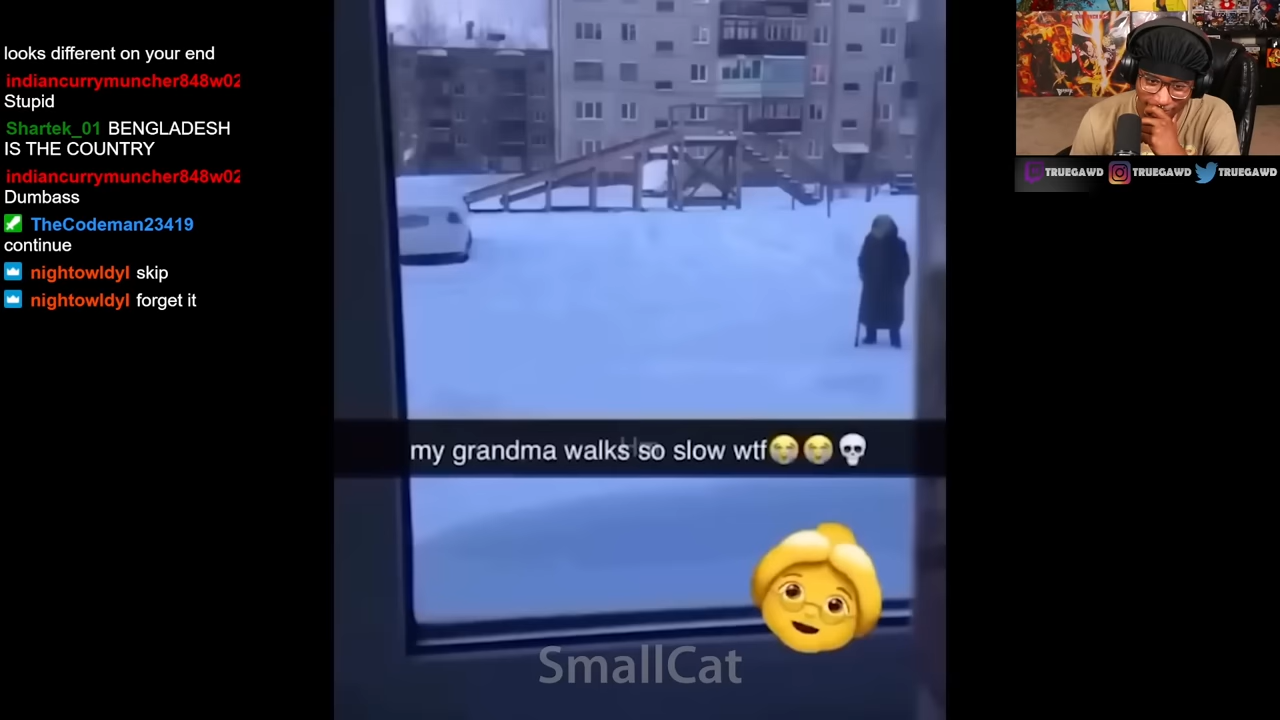 looks different on your end
indiancurrymuncher848w02
Stupid
Shartek_01 BENGLADESH
IS THE COUNTRY
indiancurrymuncher848w02
Dumbass
TheCodeman23419
continue
nightowldyl skip
nightowldyl forget it
TRUEGAWD TRUEGAWD TRUEGAWD
my grandma walks so slow wtf😭😭💀
SmallCat